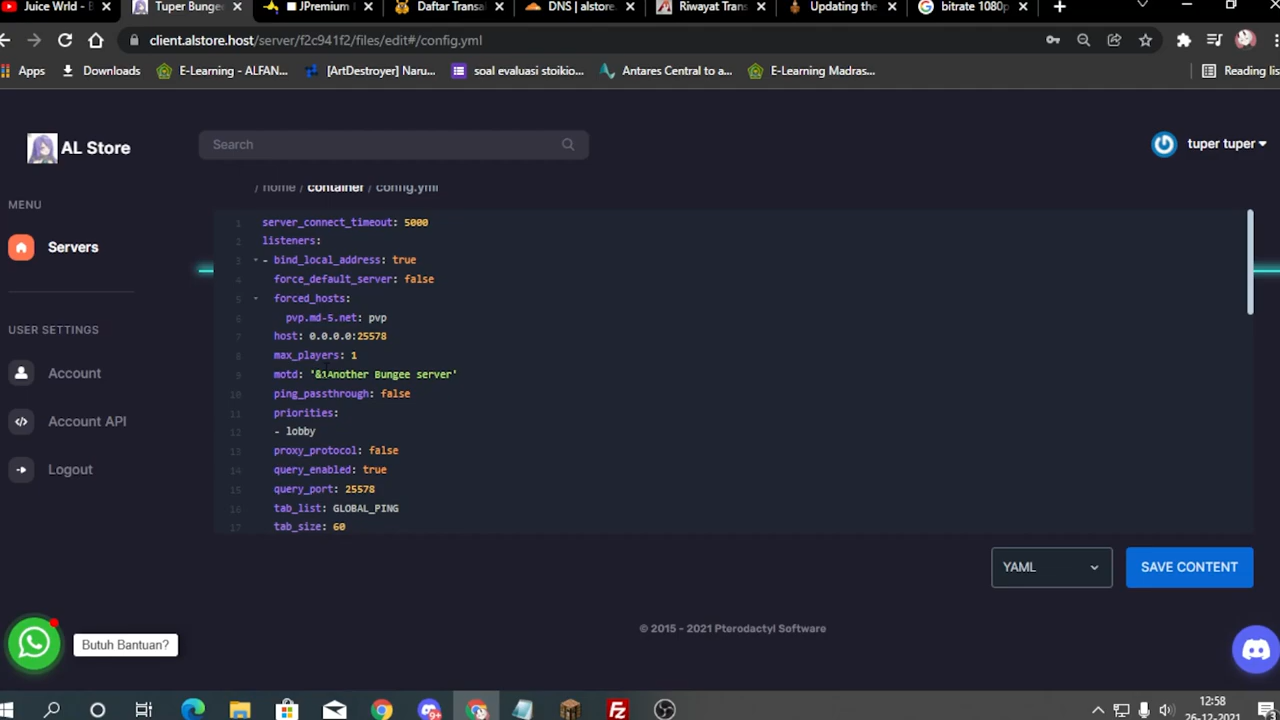 Juice Wrld - B
Tuper Bunge
JPremium
Daftar Transal
DNS | alstore.
Riwayat Trans
Updating the
bitrate 1080p
client.alstore.host/server/f2c941f2/files/edit#/config.yml
Apps
Downloads
E-Learning - ALFAN...
[ArtDestroyer] Naru...
soal evaluasi stoikio...
Antares Central to a...
E-Learning Madras...
Reading lis
AL Store
Search
tuper tuper
/ home / container / config.yml
MENU
Servers
USER SETTINGS
Account
Account API
Logout
1 server_connect_timeout: 5000
2 listeners:
3 - bind_local_address: true
4 force_default_server: false
5 forced_hosts:
6 pvp.md-5.net: pvp
7 host: 0.0.0.0:25578
8 max_players: 1
9 motd: '&1Another Bungee server'
10 ping_passthrough: false
11 priorities:
12 - lobby
13 proxy_protocol: false
14 query_enabled: true
15 query_port: 25578
16 tab_list: GLOBAL_PING
17 tab_size: 60
YAML
SAVE CONTENT
© 2015 - 2021 Pterodactyl Software
Butuh Bantuan?
12:58
26-12-2021